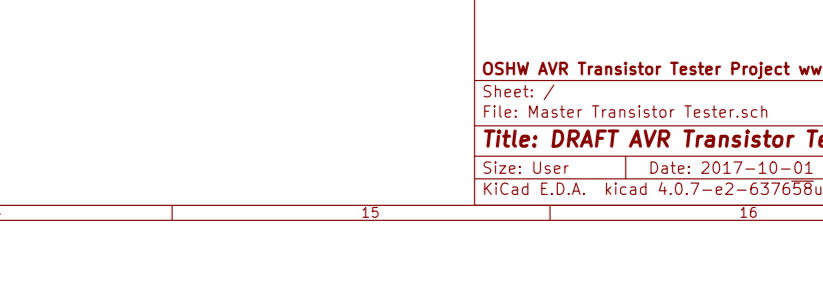 OSHW AVR Transistor Tester Project
Sheet: /
File: Master Transistor Tester.sch
Title: DRAFT AVR Transistor
Size: User Date: 2017-10-01
KiCad E.D.A. kicad 4.0.7-e2-637658u
15 16